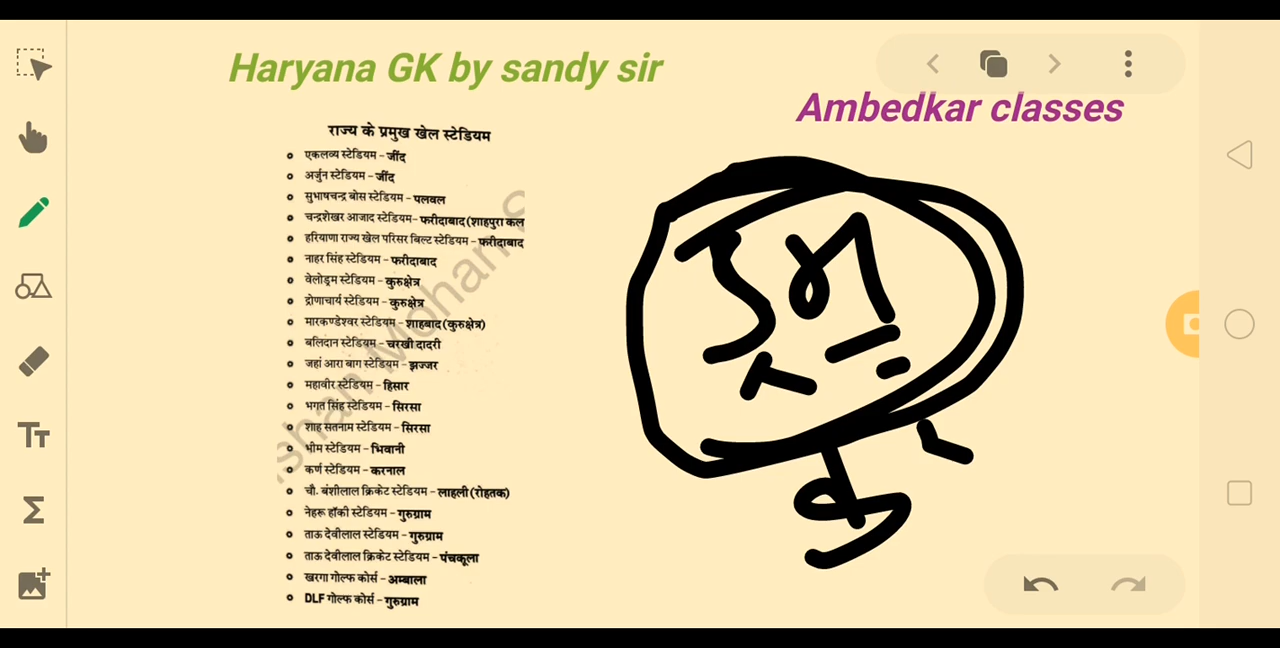 Haryana GK by sandy sir
Ambedkar classes
राज्य के प्रमुख खेल स्टेडियम
एकलव्य स्टेडियम - जींद
अर्जुन स्टेडियम - जींद
सुभाषचन्द्र बोस स्टेडियम - पलवल
चन्द्रशेखर आजाद स्टेडियम - फरीदाबाद (शाहपुरा कल
हरियाणा राज्य खेल परिसर बिल्ट स्टेडियम - फरीदाबाद
नाहर सिंह स्टेडियम - फरीदाबाद
वेलोड्रम स्टेडियम - कुरुक्षेत्र
द्रोणाचार्य स्टेडियम - कुरुक्षेत्र
मारकण्डेश्वर स्टेडियम - शाहबाद (कुरुक्षेत्र)
बलिदान स्टेडियम - चरखी दादरी
जहां आरा बाग स्टेडियम - झज्जर
महावीर स्टेडियम - हिसार
भगत सिंह स्टेडियम - सिरसा
शाह सतनाम स्टेडियम - सिरसा
भीम स्टेडियम - भिवानी
कर्ण स्टेडियम - करनाल
चौ. बंशीलाल क्रिकेट स्टेडियम - लाहली (रोहतक)
नेहरू हॉकी स्टेडियम - गुरुग्राम
ताऊ देवीलाल स्टेडियम - गुरुग्राम
ताऊ देवीलाल क्रिकेट स्टेडियम - पंचकूला
खरगा गोल्फ कोर्स - अम्बाला
DLF गोल्फ कोर्स - गुरुग्राम